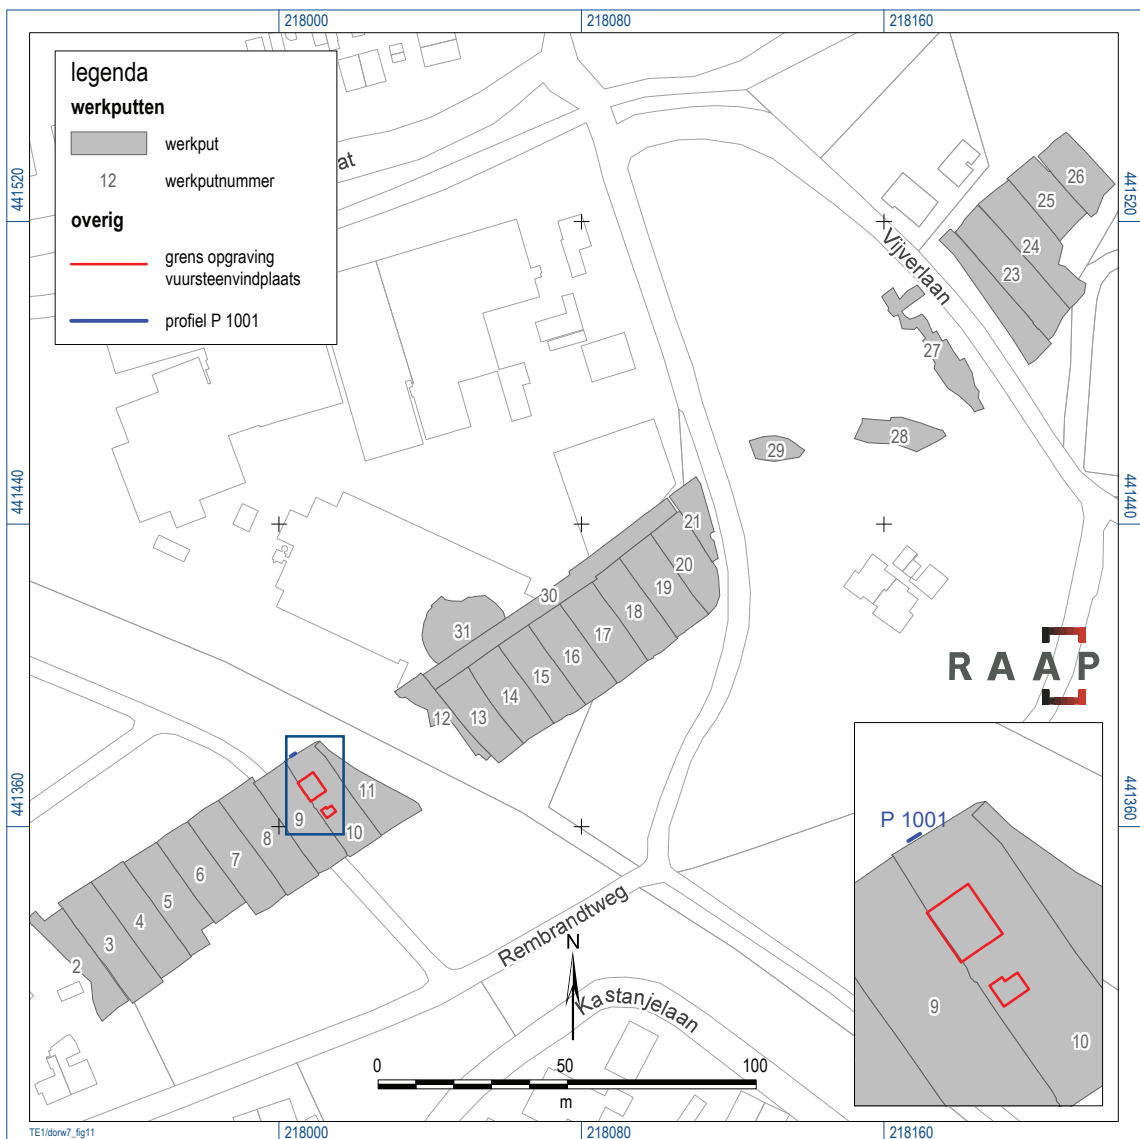 218000
218080
218160
legenda
werkputten
werkput
12
werkputnummer
overig
grens opgraving
vuursteenvindplaats
profiel P 1001
at
441520
441520
441440
441440
441360
441360
Vijverlaan
26
25
24
23
27
28
29
21
20
19
18
17
16
15
14
13
12
30
31
11
10
9
8
7
6
5
4
3
2
RAAP
P 1001
9
10
Rembrandtweg
Kastanjelaan
N
0
50
100
m
TE1/dorw7_fig11
218000
218080
218160